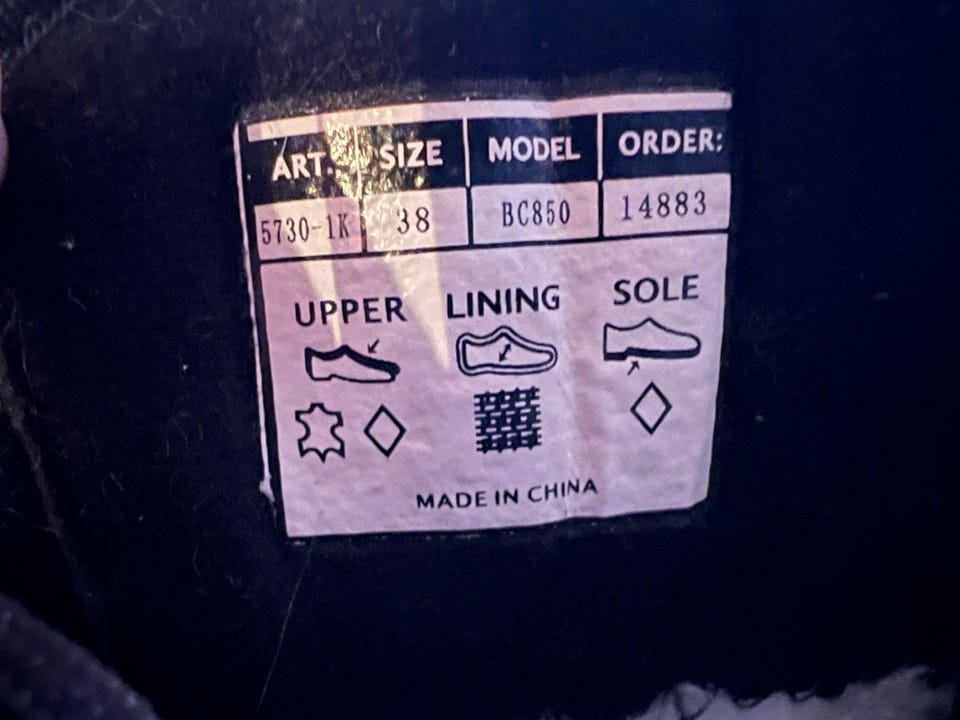 ART. SIZE MODEL ORDER:
5730-1K 38 BC850 14883
UPPER LINING SOLE
MADE IN CHINA